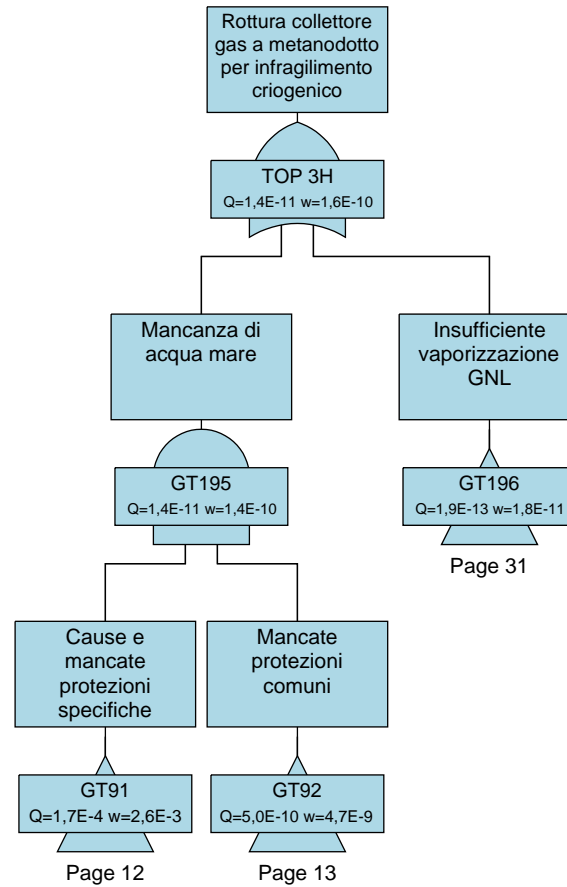 Rottura collettore
gas a metanodotto
per infragilimento
criogenico
TOP 3H
Q=1,4E-11 w=1,6E-10
Mancanza di
acqua mare
Insufficiente
vaporizzazione
GNL
GT195
Q=1,4E-11 w=1,4E-10
GT196
Q=1,9E-13 w=1,8E-11
Page 31
Cause e
mancate
protezioni
specifiche
Mancate
protezioni
comuni
GT91
Q=1,7E-4 w=2,6E-3
GT92
Q=5,0E-10 w=4,7E-9
Page 12
Page 13